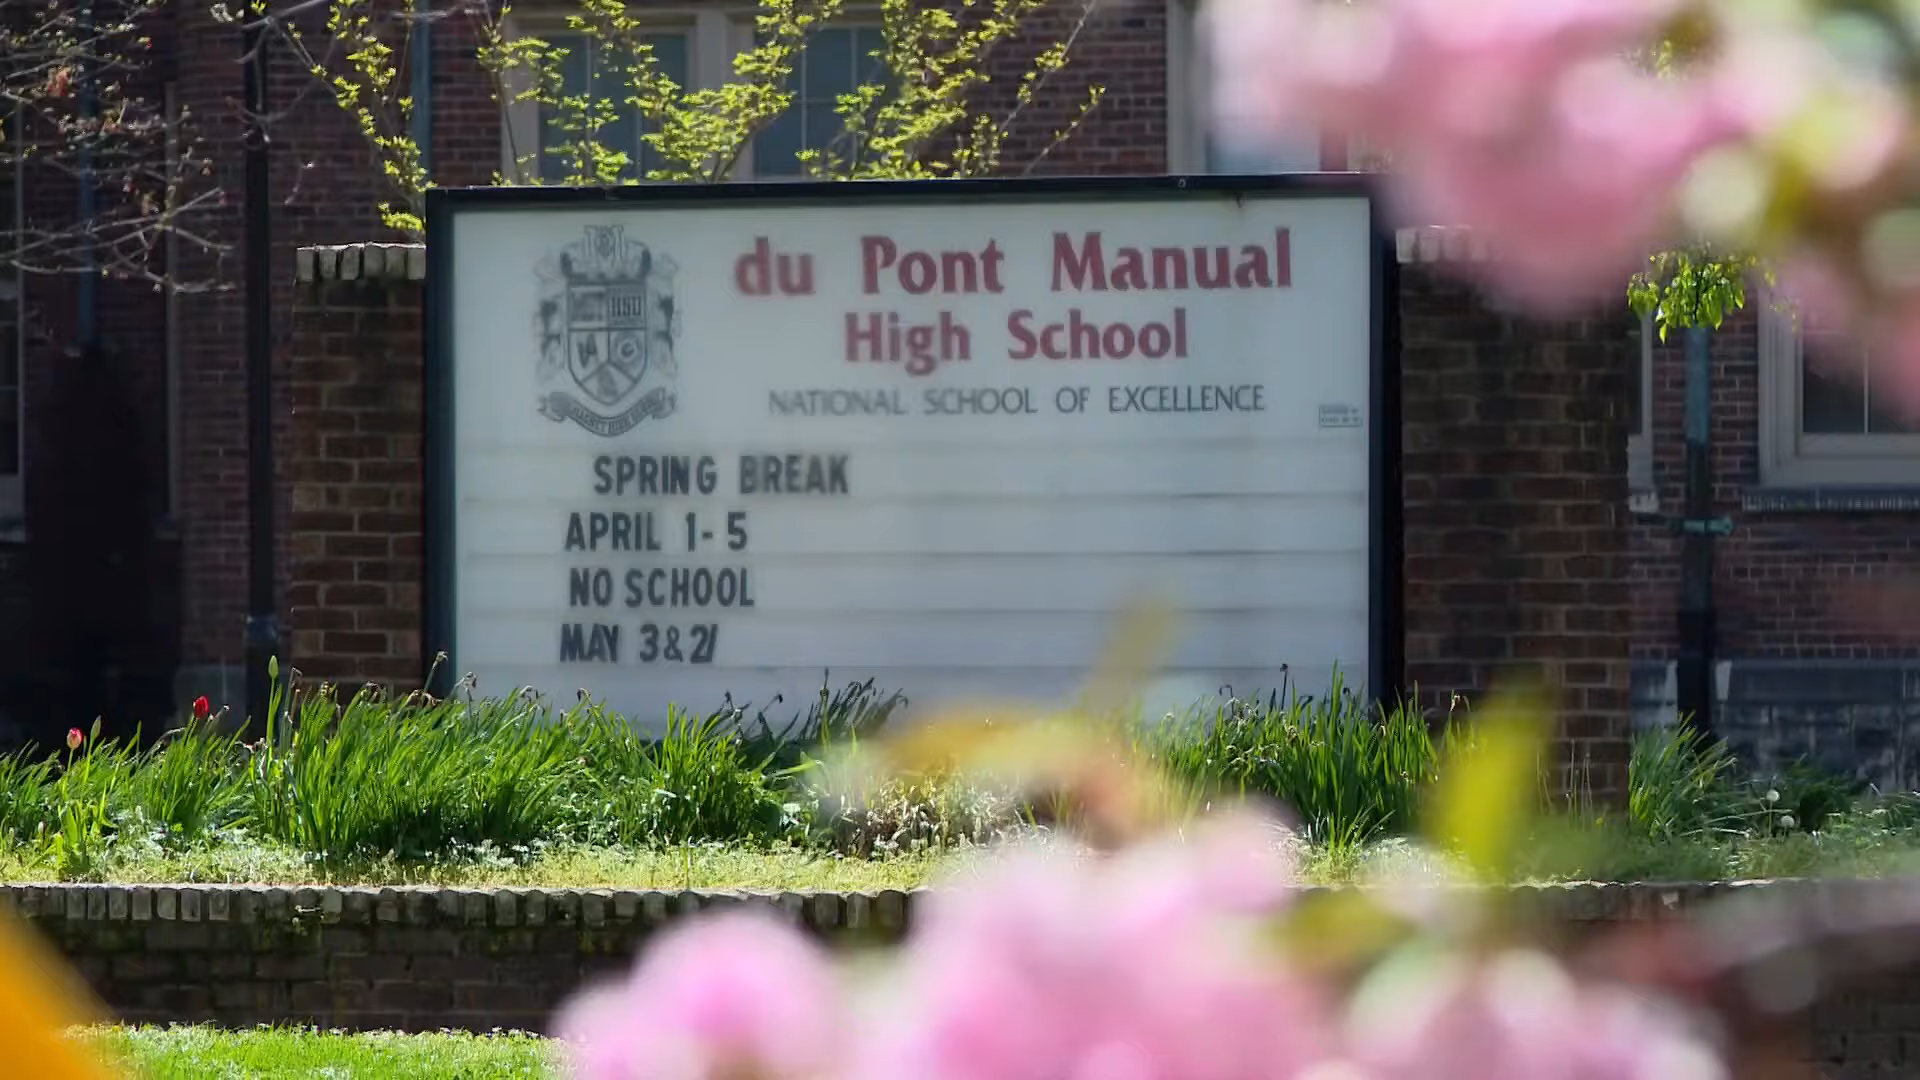 du Pont Manual
High School
NATIONAL SCHOOL OF EXCELLENCE
HSU
SPRING BREAK
APRIL 1-5
NO SCHOOL
MAY 3&21